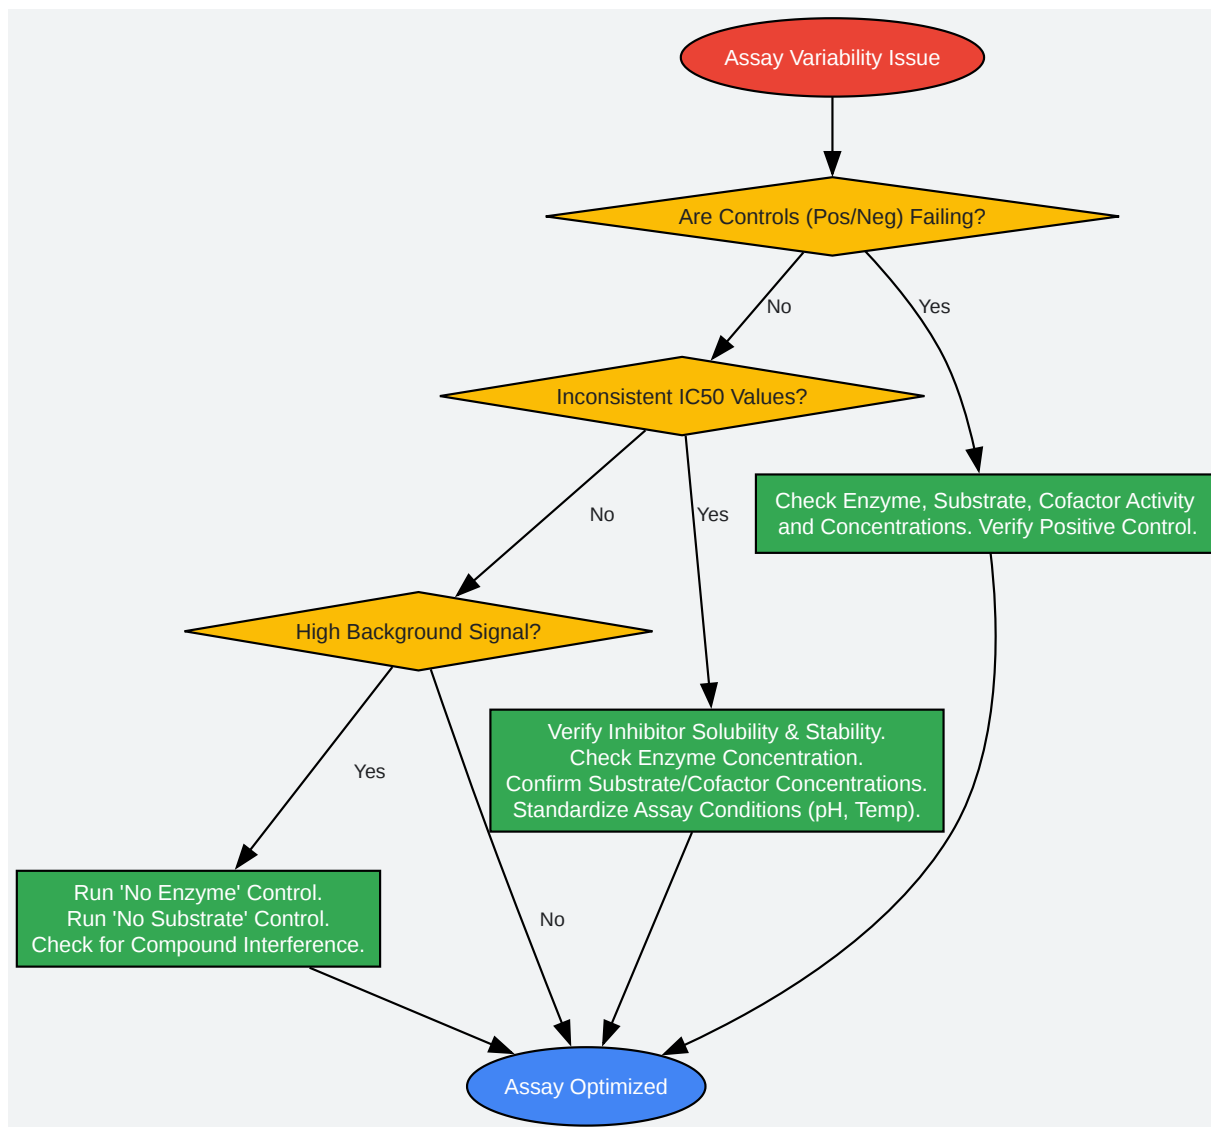 Assay Variability Issue
Are Controls (Pos/Neg) Failing?
No
Yes
Inconsistent IC50 Values?
Check Enzyme, Substrate, Cofactor Activity
and Concentrations. Verify Positive Control.
No
Yes
High Background Signal?
Verify Inhibitor Solubility & Stability.
Check Enzyme Concentration.
Confirm Substrate/Cofactor Concentrations.
Standardize Assay Conditions (pH, Temp).
Yes
Run 'No Enzyme' Control.
Run 'No Substrate' Control.
Check for Compound Interference.
No
Assay Optimized